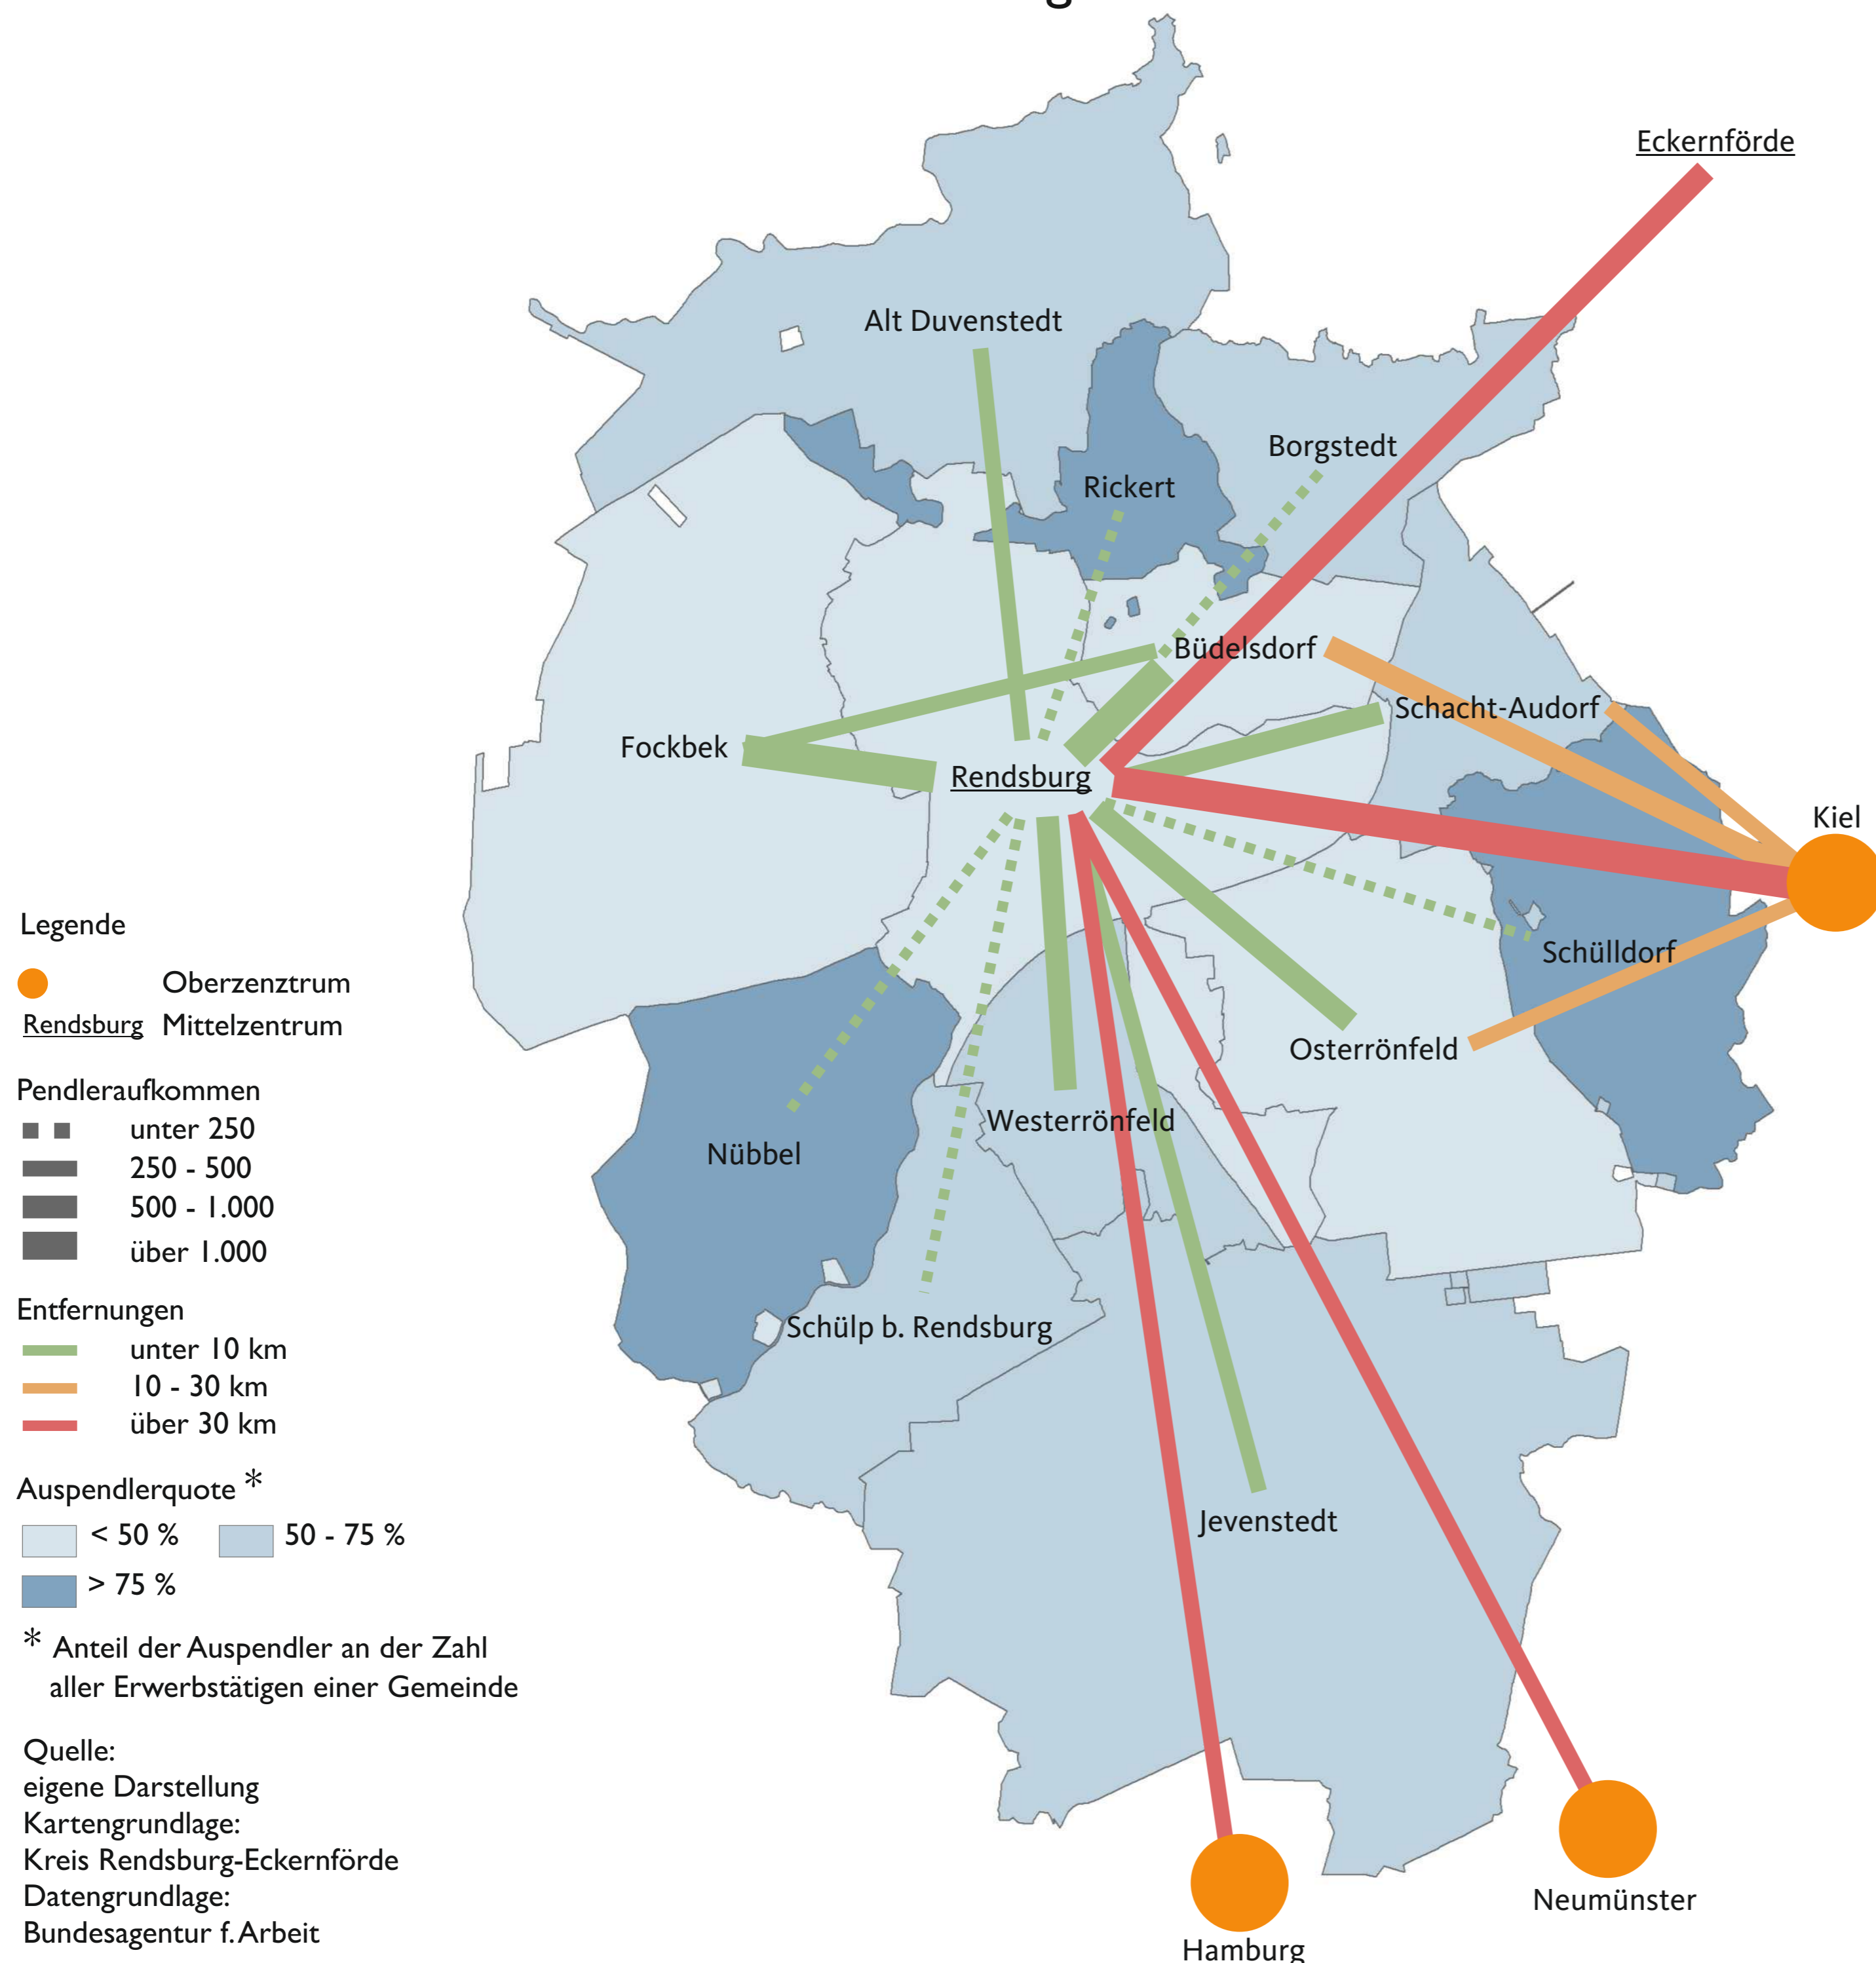 Eckernförde
Alt Duvenstedt
Borgstedt
Rickert
Büdelsdorf
Schacht-Audorf
Fockbek
Rendsburg
Kiel
Schülldorf
Osterrönfeld
Westerrönfeld
Nübbel
Schülp b. Rendsburg
Jevenstedt
Neumünster
Hamburg
Legende
Oberzenztrum
Rendsburg Mittelzentrum
Pendleraufkommen
unter 250
250 - 500
500 - 1.000
über 1.000
Entfernungen
unter 10 km
10 - 30 km
über 30 km
Auspendlerquote *
< 50 % 50 - 75 %
> 75 %
* Anteil der Auspendler an der Zahl
aller Erwerbstätigen einer Gemeinde
Quelle:
eigene Darstellung
Kartengrundlage:
Kreis Rendsburg-Eckernförde
Datengrundlage:
Bundesagentur f. Arbeit